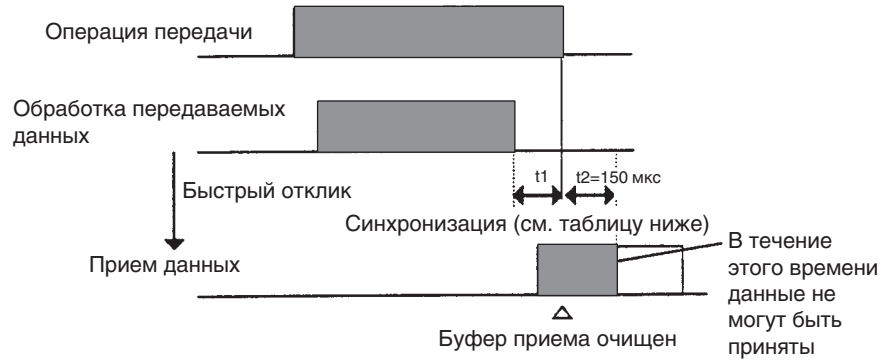 Операция передачи
Обработка передаваемых
данных
t1
t2=150 мкс
Быстрый отклик
Синхронизация (см. таблицу ниже)
Прием данных
В течение
этого времени
данные не
могут быть
приняты
Буфер приема очищен